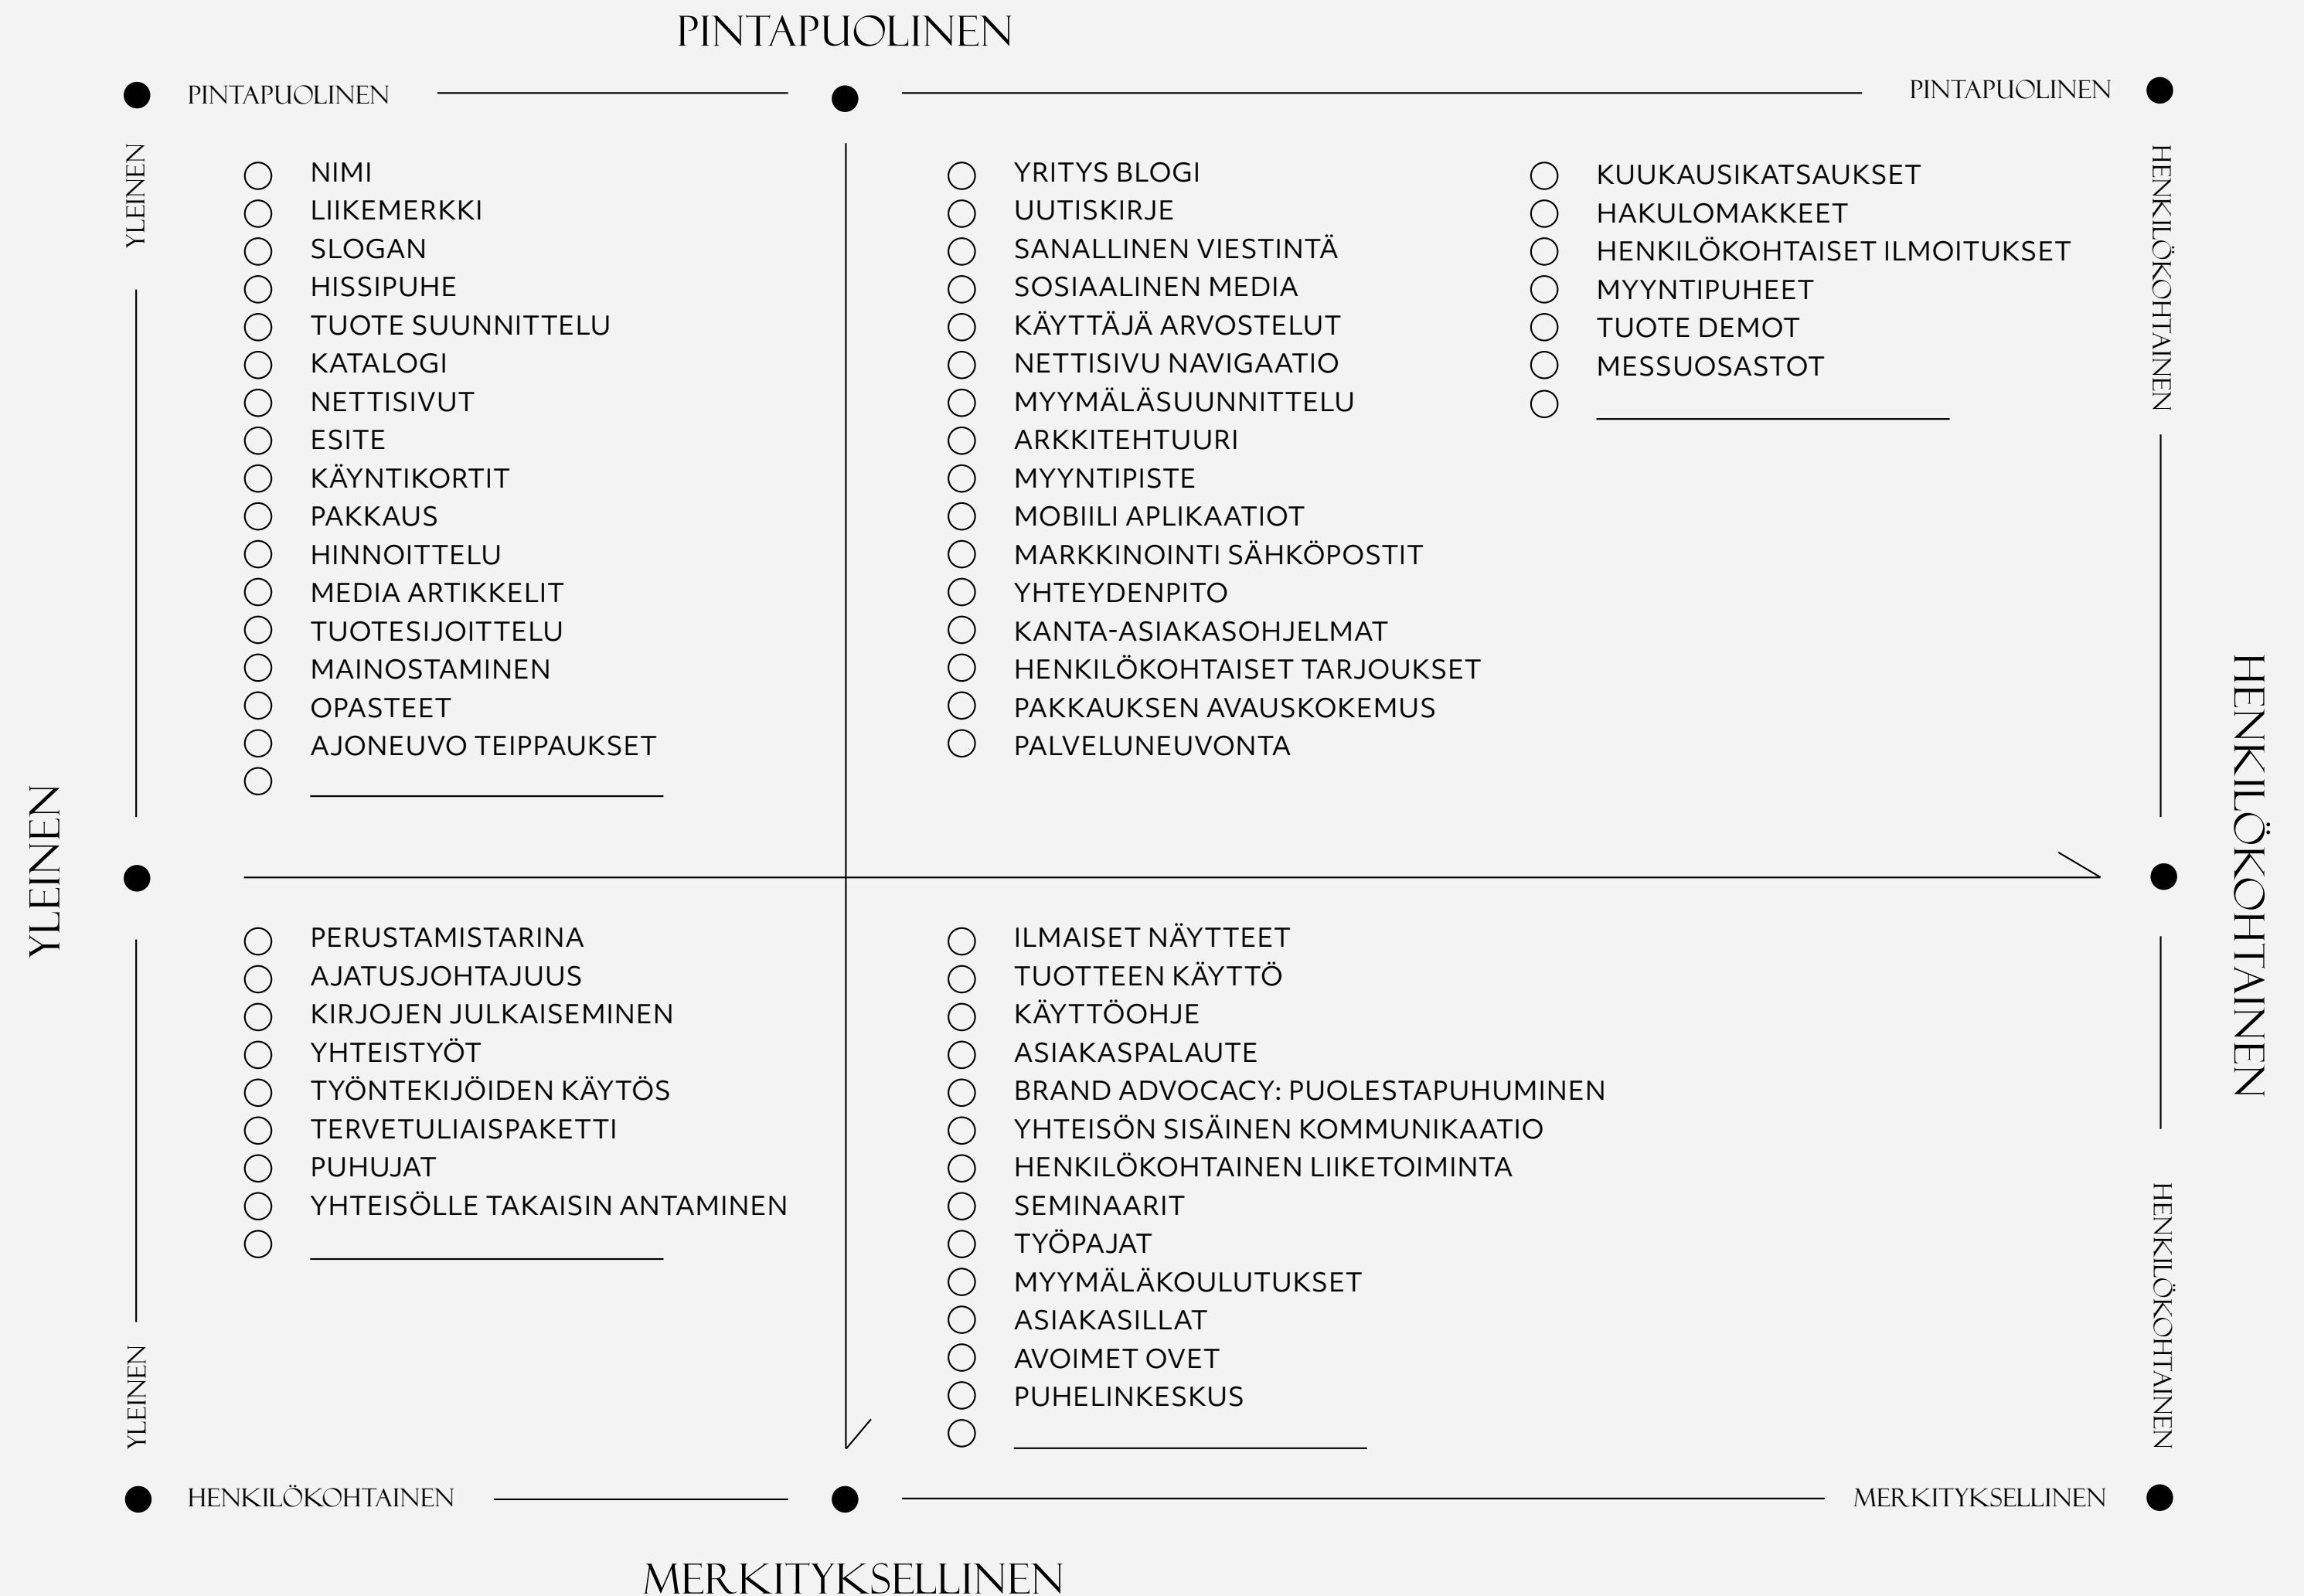 PINTAPUOLINEN
PINTAPUOLINEN
PINTAPUOLINEN
YLEINEN
HENKILÖKOHTAINEN
NIMI
LIIKEMERKKI
SLOGAN
HISSIPUHE
TUOTE SUUNNITTELU
KATALOGI
NETTISIVUT
ESITE
KÄYNTIKORTIT
PAKKAUS
HINNOITTELU
MEDIA ARTIKKELIT
TUOTESIJOITTELU
MAINOSTAMINEN
OPASTEET
AJONEUVO TEIPPAUKSET
YRITYS BLOGI
UUTISKIRJE
SANALLINEN VIESTINTÄ
SOSIAALINEN MEDIA
KÄYTTÄJÄ ARVOSTELUT
NETTISIVU NAVIGAATIO
MYYMÄLÄSUUNNITTELU
ARKKITEHTUURI
MYYNTIPISTE
MOBIILI APLIKAATIOT
MARKKINOINTI SÄHKÖPOSTIT
YHTEYDENPITO
KANTA-ASIAKASOHJELMAT
HENKILÖKOHTAISET TARJOUKSET
PAKKAUKSEN AVAUSKOKEMUS
PALVELUNEUVONTA
KUUKAUSIKATSAUKSET
HAKULOMAKKEET
HENKILÖKOHTAISET ILMOITUKSET
MYYNTIPUHEET
TUOTE DEMOT
MESSUOSASTOT
YLEINEN
HENKILÖKOHTAINEN
PERUSTAMISTARINA
AJATUSJOHTAJUUS
KIRJOJEN JULKAISEMINEN
YHTEISTYÖT
TYÖNTEKIJÖIDEN KÄYTÖS
TERVETULIAISPAKETTI
PUHUJAT
YHTEISÖLLE TAKAISIN ANTAMINEN
ILMAISET NÄYTTEET
TUOTTEEN KÄYTTÖ
KÄYTTÖOHJE
ASIAKASPALAUTE
BRAND ADVOCACY: PUOLESTAPUHUMINEN
YHTEISÖN SISÄINEN KOMMUNIKAATIO
HENKILÖKOHTAINEN LIIKETOIMINTA
SEMINAARIT
TYÖPAJAT
MYYMÄLÄKOULUTUKSET
ASIAKASILLAT
AVOIMET OVET
PUHELINKESKUS
YLEINEN
HENKILÖKOHTAINEN
HENKILÖKOHTAINEN
MERKITYKSELLINEN
MERKITYKSELLINEN